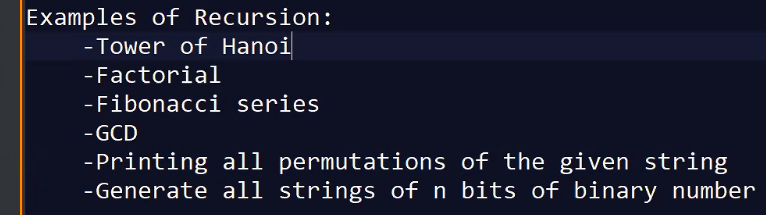 Examples of Recursion:
-Tower of Hanoi
-Factorial
-Fibonacci series
-GCD
-Printing all permutations of the given string
-Generate all strings of n bits of binary number